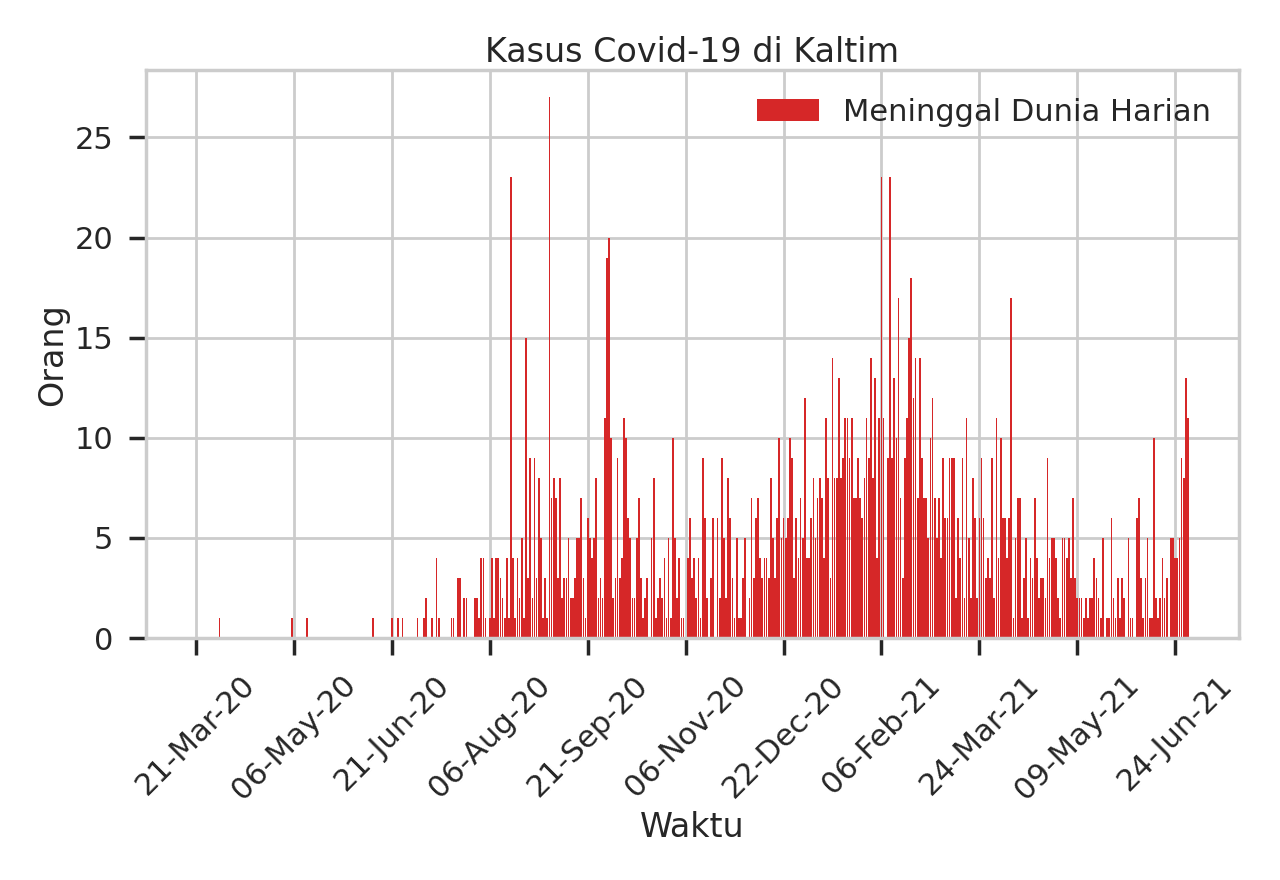 Kasus Covid-19 di Kaltim
Meninggal Dunia Harian
Orang
25
20
15
10
5
0
21-Mar-20
06-May-20
21-Jun-20
06-Aug-20
21-Sep-20
06-Nov-20
22-Dec-20
06-Feb-21
24-Mar-21
09-May-21
24-Jun-21
Waktu